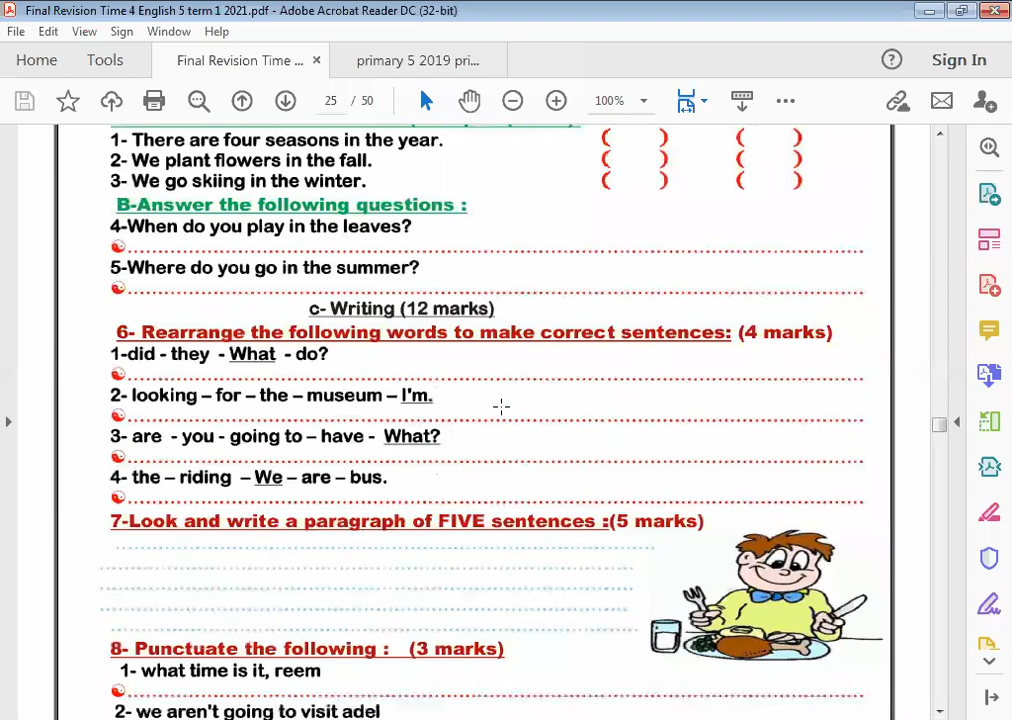 Final Revision Time 4 English 5 term 1 2021.pdf - Adobe Acrobat Reader DC (32-bit)
File Edit View Sign Window Help
Home Tools Final Revision Time ... × primary 5 2019 pri... Sign In
25 / 50 100%
1- There are four seasons in the year. ( ) ( )
2- We plant flowers in the fall. ( ) ( )
3- We go skiing in the winter. ( ) ( )
B-Answer the following questions :
4-When do you play in the leaves?
5-Where do you go in the summer?
c- Writing (12 marks)
6- Rearrange the following words to make correct sentences: (4 marks)
1-did - they - What - do?
2- looking – for – the – museum – I'm.
3- are - you - going to – have - What?
4- the – riding – We – are – bus.
7-Look and write a paragraph of FIVE sentences :(5 marks)
8- Punctuate the following : (3 marks)
1- what time is it, reem
2- we aren't going to visit adel